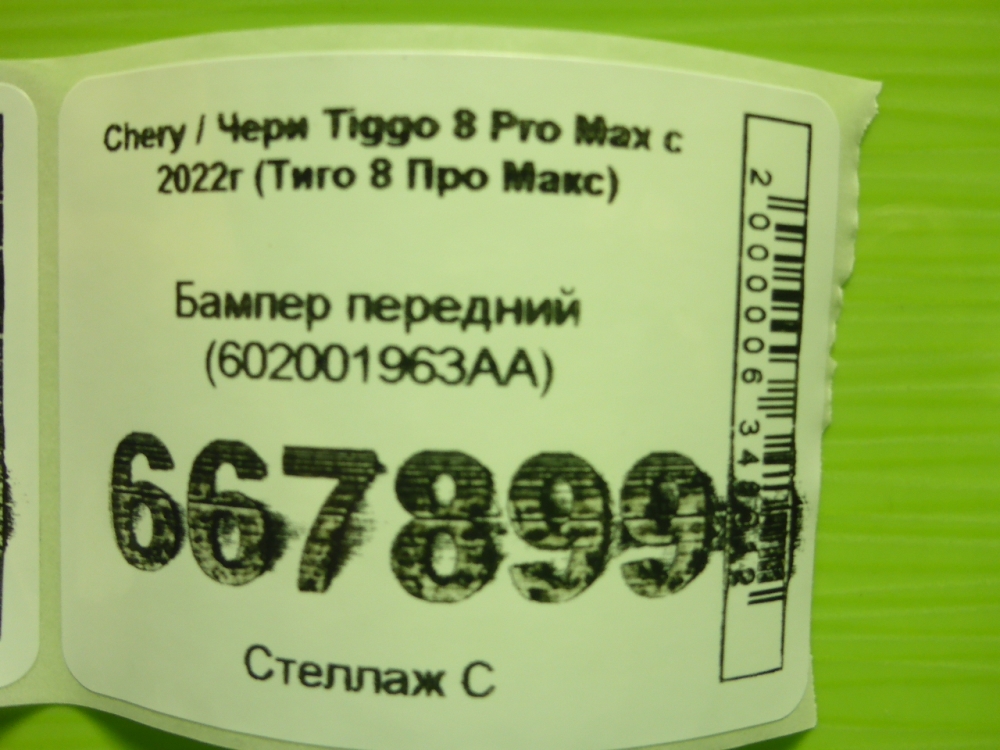 Chery / Чери Tiggo 8 Pro Max с
2022г (Тиго 8 Про Макс)
Бампер передний
(602001963AA)
667899
Стеллаж С